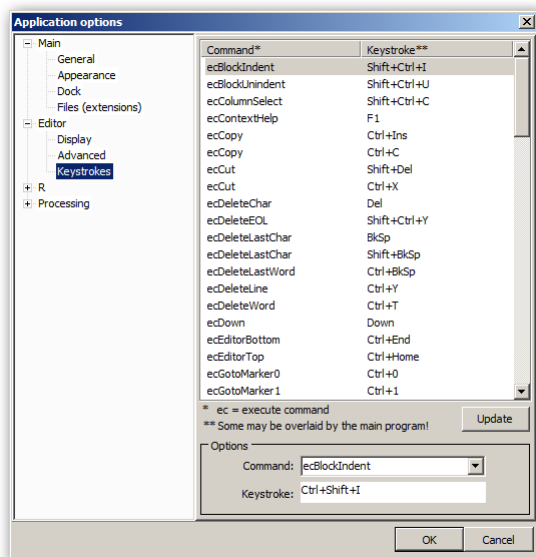 Application options
Main
General
Appearance
Dock
Files (extensions)
Editor
Display
Advanced
Keystrokes
R
Processing
Command* Keystroke**
ecBlockIndent Shift+Ctrl+I
ecBlockUnindent Shift+Ctrl+U
ecColumnSelect Shift+Ctrl+C
ecContextHelp F1
ecCopy Ctrl+Ins
ecCopy Ctrl+C
ecCut Shift+Del
ecCut Ctrl+X
ecDeleteChar Del
ecDeleteEOL Shift+Ctrl+Y
ecDeleteLastChar BkSp
ecDeleteLastChar Shift+BkSp
ecDeleteLastWord Ctrl+BkSp
ecDeleteLine Ctrl+Y
ecDeleteWord Ctrl+T
ecDown Down
ecEditorBottom Ctrl+End
ecEditorTop Ctrl+Home
ecGotoMarker0 Ctrl+0
ecGotoMarker1 Ctrl+1
* ec = execute command
** Some may be overlaid by the main program!
Update
Options
Command: ecBlockIndent
Keystroke: Ctrl+Shift+I
OK Cancel